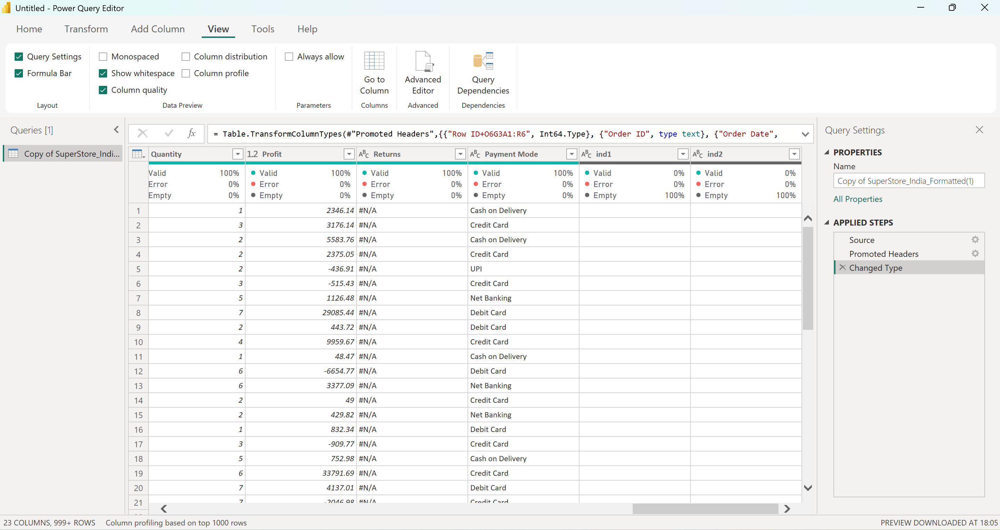 Untitled - Power Query Editor
Home Transform Add Column View Tools Help
Query Settings Monospaced Column distribution Always allow
Formula Bar Show whitespace Column profile
Column quality
Go to Column
Advanced Editor
Query Dependencies
Layout Data Preview Parameters Columns Advanced Dependencies
Queries [1]
Copy of SuperStore_Indi...
fx = Table.TransformColumnTypes(#"Promoted Headers",{{"Row ID+O6G3A1:R6", Int64.Type}, {"Order ID", type text}, {"Order Date",
Quantity 1.2 Profit ABC Returns ABC Payment Mode ABC ind1 ABC ind2
Valid 100% Valid 100% Valid 100% Valid 100% Valid 0% Valid 0%
Error 0% Error 0% Error 0% Error 0% Error 0% Error 0%
Empty 0% Empty 0% Empty 0% Empty 0% Empty 100% Empty 100%
1 1 2346.14 #N/A Cash on Delivery
2 3 3176.14 #N/A Credit Card
3 2 5583.76 #N/A Cash on Delivery
4 2 2375.05 #N/A Credit Card
5 2 -436.91 #N/A UPI
6 3 -515.43 #N/A Credit Card
7 5 1126.48 #N/A Net Banking
8 7 29085.44 #N/A Debit Card
9 2 443.72 #N/A Debit Card
10 4 9959.67 #N/A Credit Card
11 1 48.47 #N/A Cash on Delivery
12 6 -6654.77 #N/A Debit Card
13 6 3377.09 #N/A Net Banking
14 2 49 #N/A Credit Card
15 2 429.82 #N/A Net Banking
16 1 832.34 #N/A Debit Card
17 3 -909.77 #N/A Credit Card
18 5 752.98 #N/A Cash on Delivery
19 6 33791.69 #N/A Credit Card
20 7 4137.01 #N/A Debit Card
21 7 -2046.98 #N/A Credit Card
Query Settings
PROPERTIES
Name
Copy of SuperStore_India_Formatted(1)
All Properties
APPLIED STEPS
Source
Promoted Headers
Changed Type
23 COLUMNS, 999+ ROWS Column profiling based on top 1000 rows
PREVIEW DOWNLOADED AT 18:05